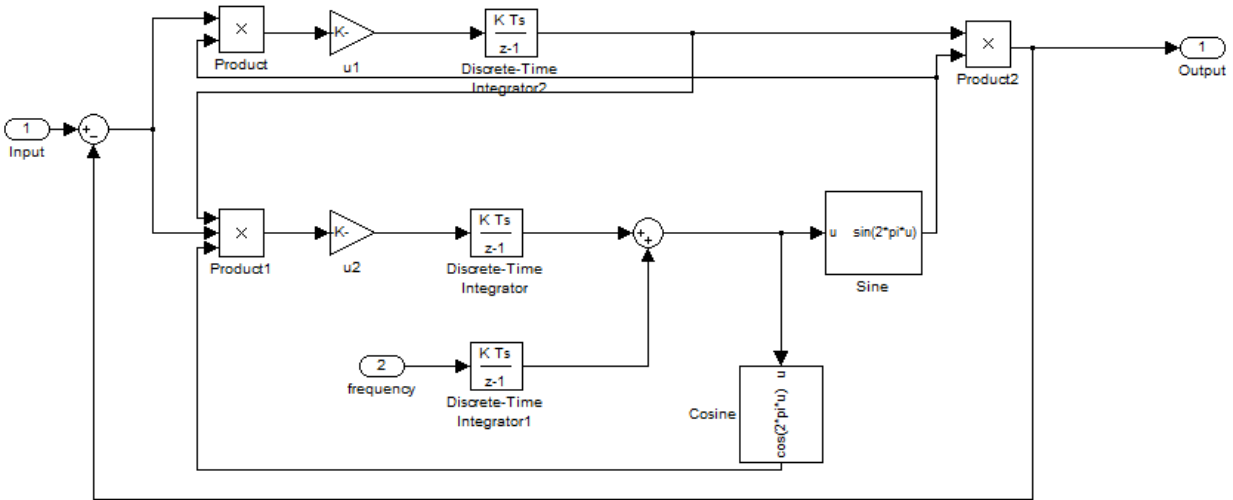 K Ts
z-1
K-
×
Product
u1
Discrete-Time
Integrator2
×
Product2
1
Output
1
Input
+
−
×
Product1
K-
u2
K Ts
z-1
Discrete-Time
Integrator
+
+
u sin(2*pi*u)
Sine
2
frequency
K Ts
z-1
Discrete-Time
Integrator1
Cosine
cos(2*pi*u) u